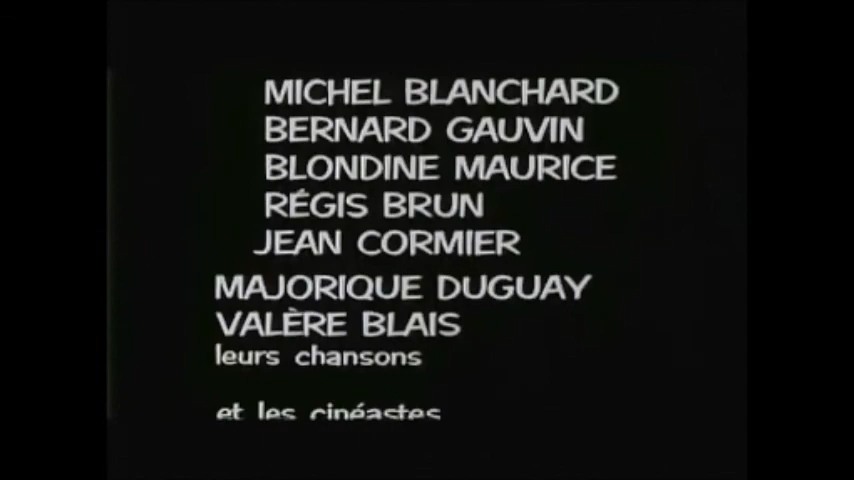 MICHEL BLANCHARD
BERNARD GAUVIN
BLONDINE MAURICE
RÉGIS BRUN
JEAN CORMIER
MAJORIQUE DUGUAY
VALÈRE BLAIS
leurs chansons
et les cinéastes